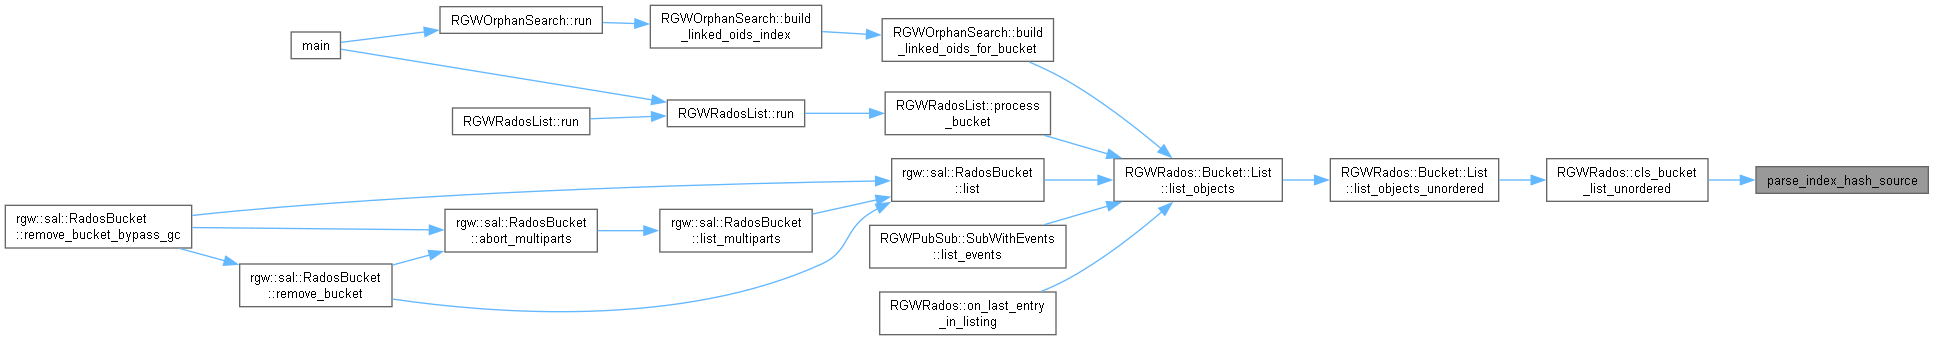 main
RGWOrphanSearch::run
RGWOrphanSearch::build
_linked_oids_index
RGWOrphanSearch::build
_linked_oids_for_bucket
RGWRadosList::run
RGWRadosList::run
RGWRadosList::process
_bucket
rgw::sal::RadosBucket
::remove_bucket_bypass_gc
rgw::sal::RadosBucket
::remove_bucket
rgw::sal::RadosBucket
::abort_multiparts
rgw::sal::RadosBucket
::list_multiparts
rgw::sal::RadosBucket
::list
RGWPubSub::SubWithEvents
::list_events
RGWRados::on_last_entry
_in_listing
RGWRados::Bucket::List
::list_objects
RGWRados::Bucket::List
::list_objects_unordered
RGWRados::cls_bucket
_list_unordered
parse_index_hash_source